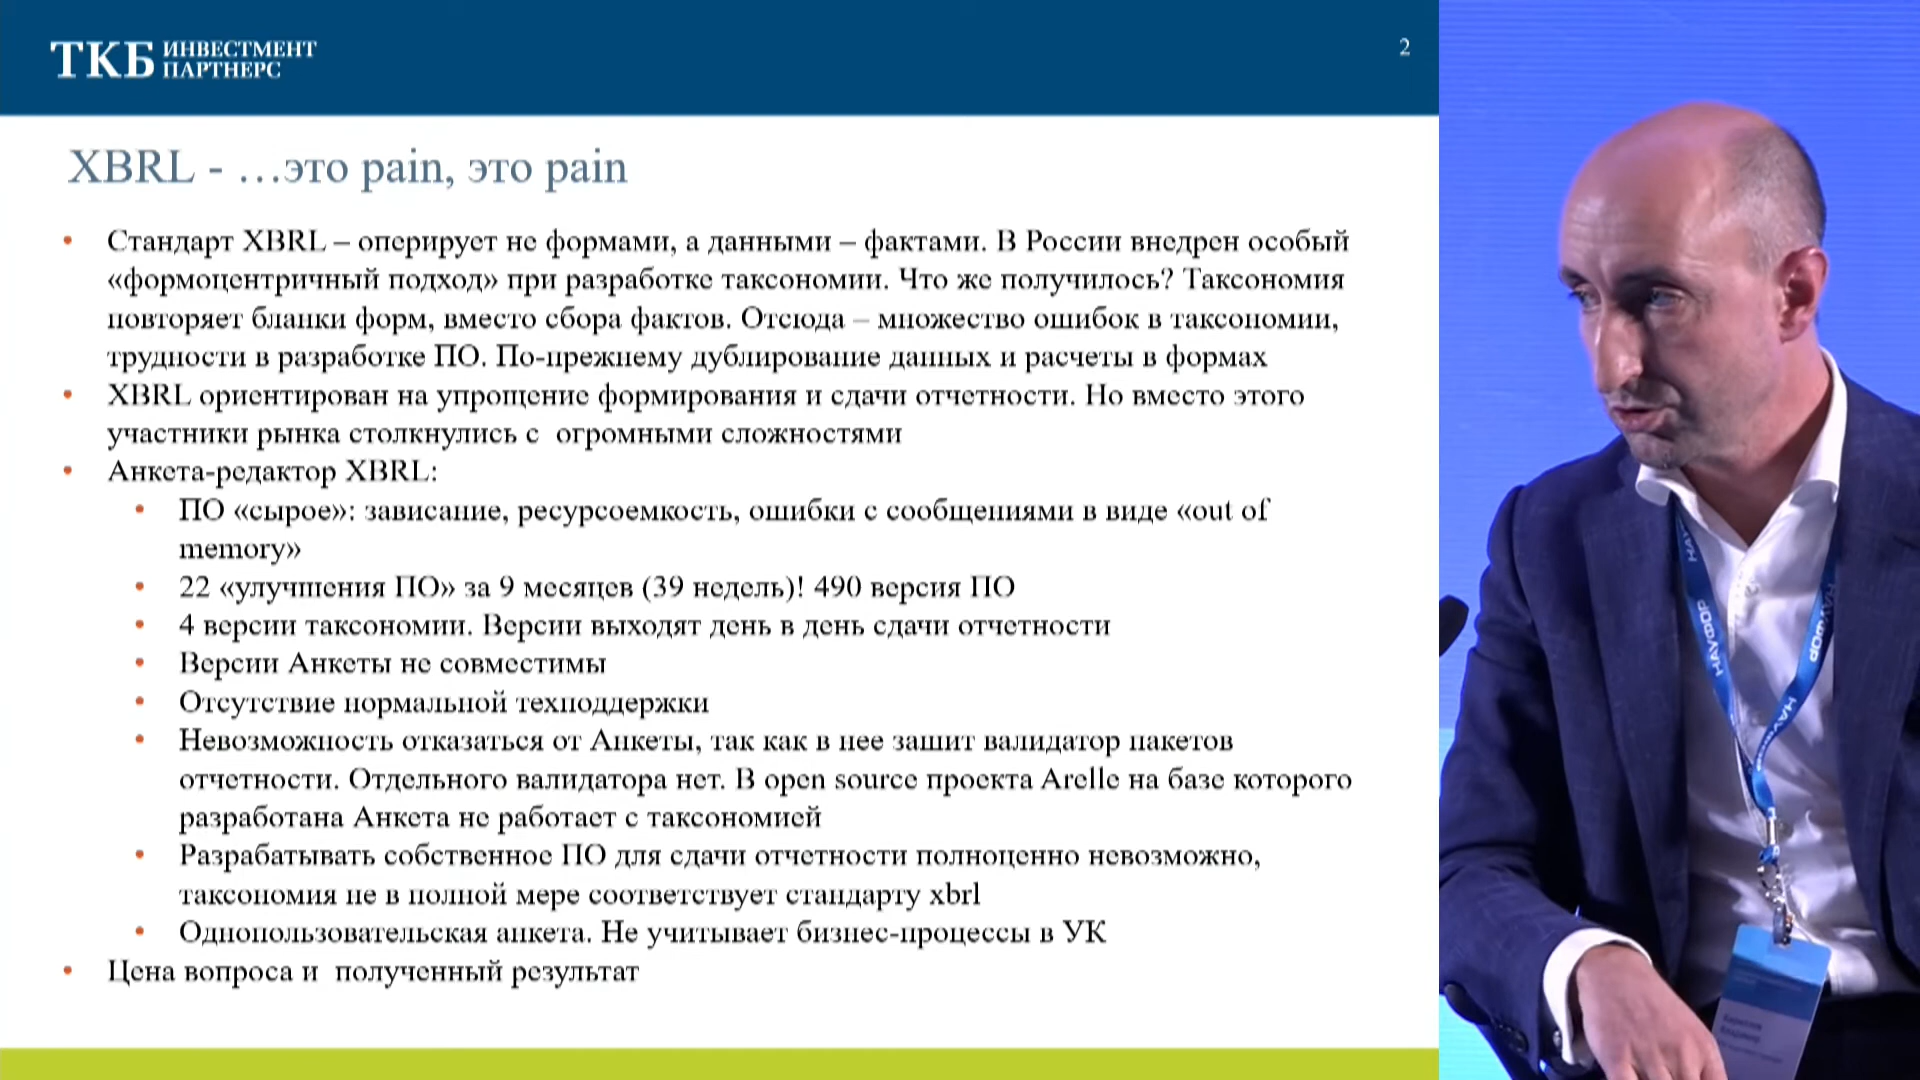 ТКБ ИНВЕСТМЕНТ
ПАРТНЕРС
2
XBRL - …это pain, это pain
• Стандарт XBRL – оперирует не формами, а данными – фактами. В России внедрен особый
«формоцентричный подход» при разработке таксономии. Что же получилось? Таксономия
повторяет бланки форм, вместо сбора фактов. Отсюда – множество ошибок в таксономии,
трудности в разработке ПО. По-прежнему дублирование данных и расчеты в формах
• XBRL ориентирован на упрощение формирования и сдачи отчетности. Но вместо этого
участники рынка столкнулись с огромными сложностями
• Анкета-редактор XBRL:
• ПО «сырое»: зависание, ресурсоемкость, ошибки с сообщениями в виде «out of
memory»
• 22 «улучшения ПО» за 9 месяцев (39 недель)! 490 версия ПО
• 4 версии таксономии. Версии выходят день в день сдачи отчетности
• Версии Анкеты не совместимы
• Отсутствие нормальной техподдержки
• Невозможность отказаться от Анкеты, так как в нее зашит валидатор пакетов
отчетности. Отдельного валидатора нет. В open source проекта Arelle на базе которого
разработана Анкета не работает с таксономией
• Разрабатывать собственное ПО для сдачи отчетности полноценно невозможно,
таксономия не в полной мере соответствует стандарту xbrl
• Однопользовательская анкета. Не учитывает бизнес-процессы в УК
• Цена вопроса и полученный результат
НАУФОР
НАУФОР